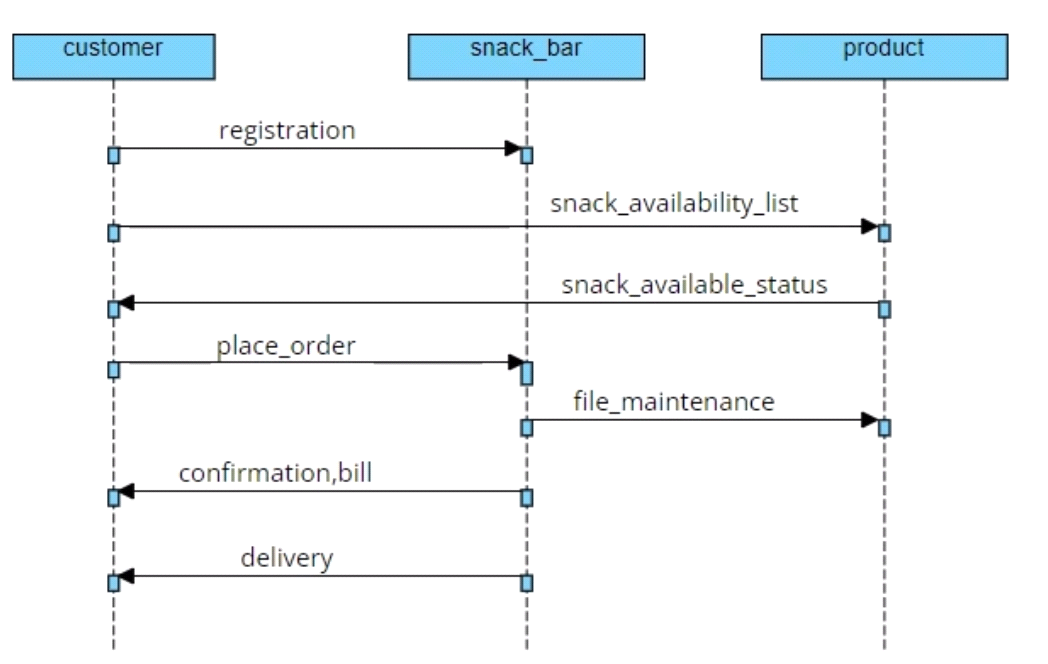 customer
snack_bar
product
registration
snack_availability_list
snack_available_status
place_order
file_maintenance
confirmation,bill
delivery